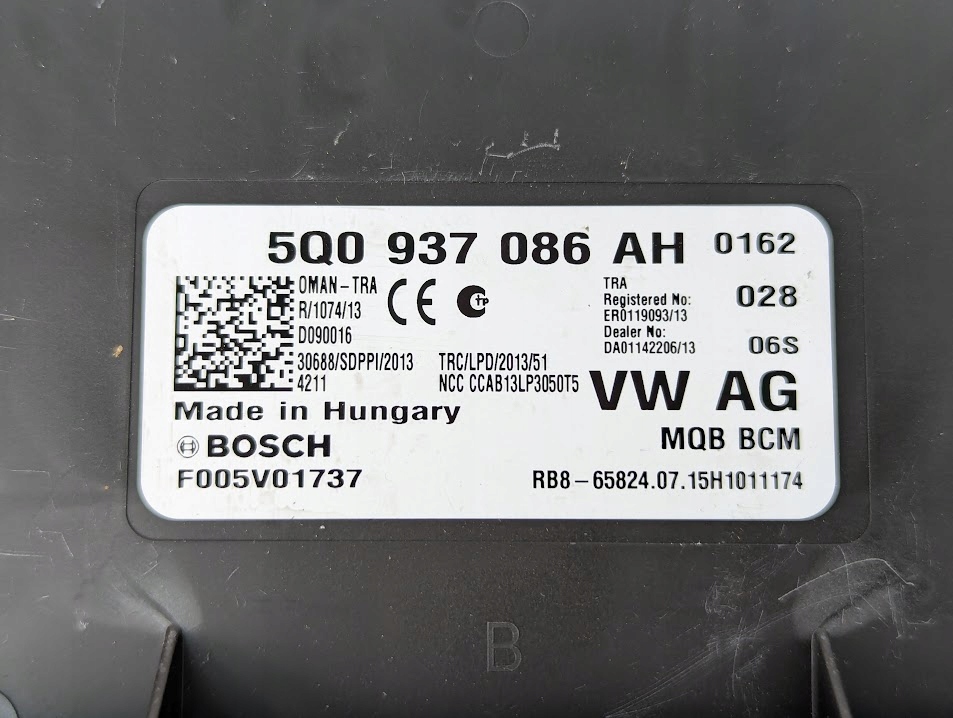 5Q0 937 086 AH 0162
OMAN-TRA
R/1074/13
D090016
30688/SDPPI/2013
4211
CE
TRC/LPD/2013/51
NCC CCAB13LP3050T5
TRA
Registered No:
ER0119093/13
Dealer No:
DA01142206/13
028
06S
VW AG
MQB BCM
Made in Hungary
BOSCH
F005V01737
RB8-65824.07.15H1011174
B